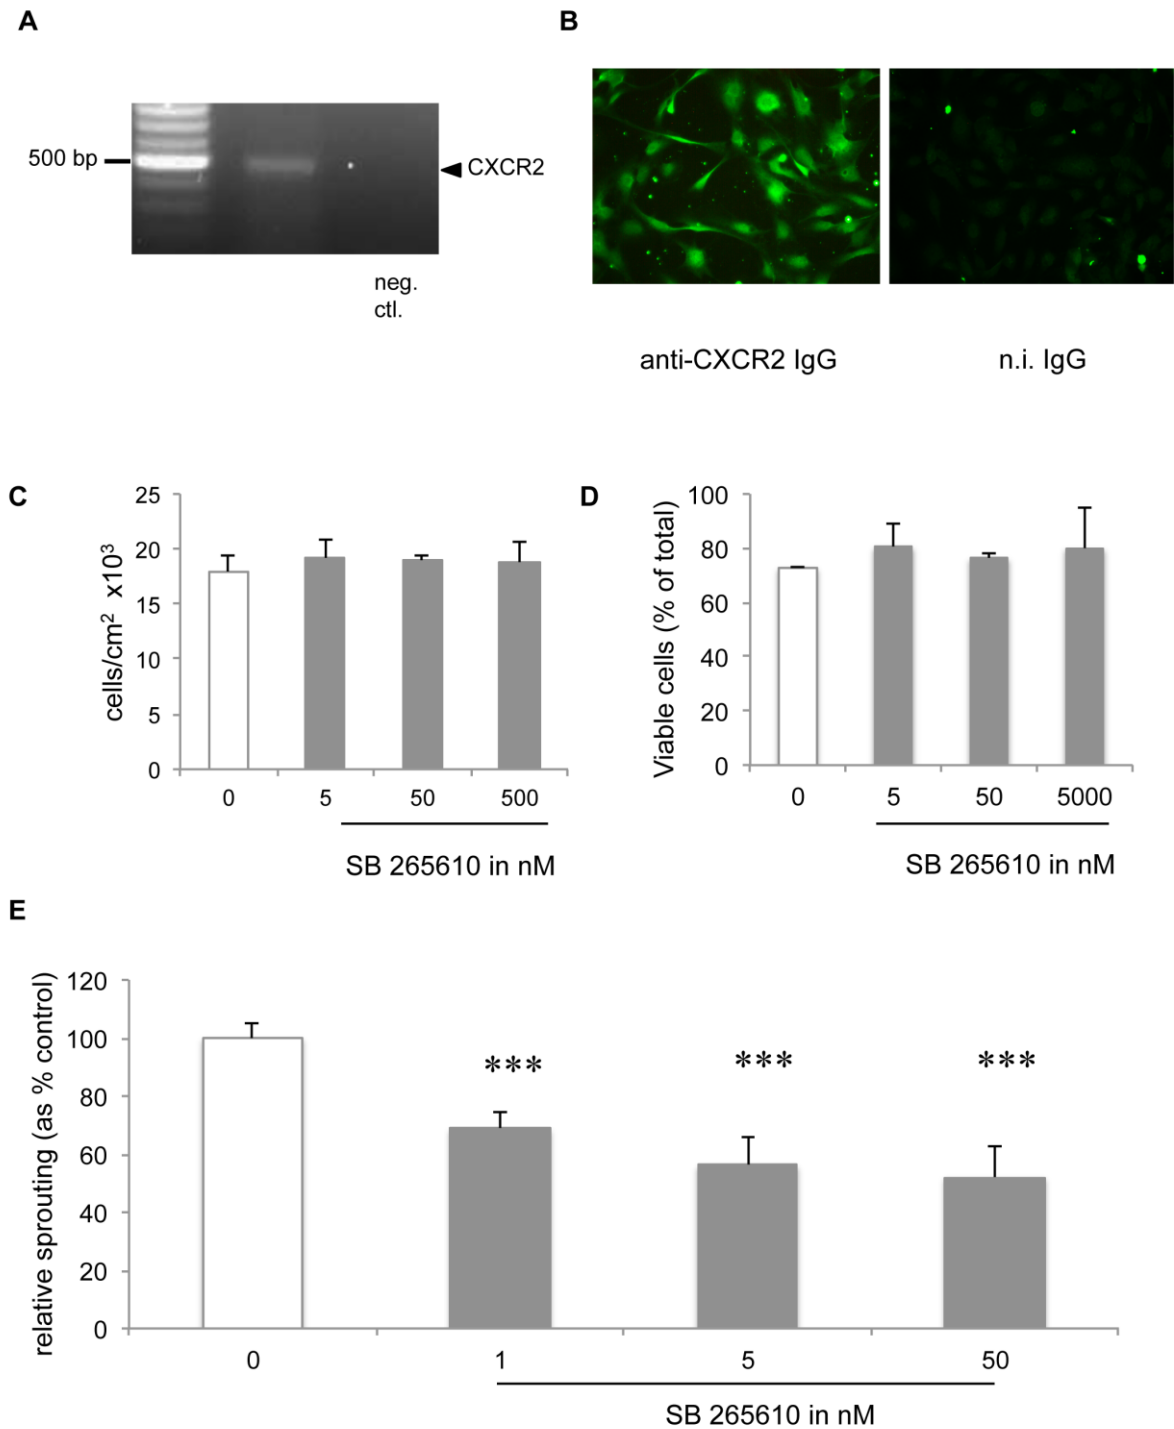 A
500 bp
CXCR2
neg.
ctl.
B
anti-CXCR2 IgG
n.i. IgG
C
cells/cm² x10³
25
20
15
10
5
0
0 5 50 500
SB 265610 in nM
D
Viable cells (% of total)
100
80
60
40
20
0
0 5 50 5000
SB 265610 in nM
E
relative sprouting (as % control)
120
100
80
60
40
20
0
*** *** ***
0 1 5 50
SB 265610 in nM